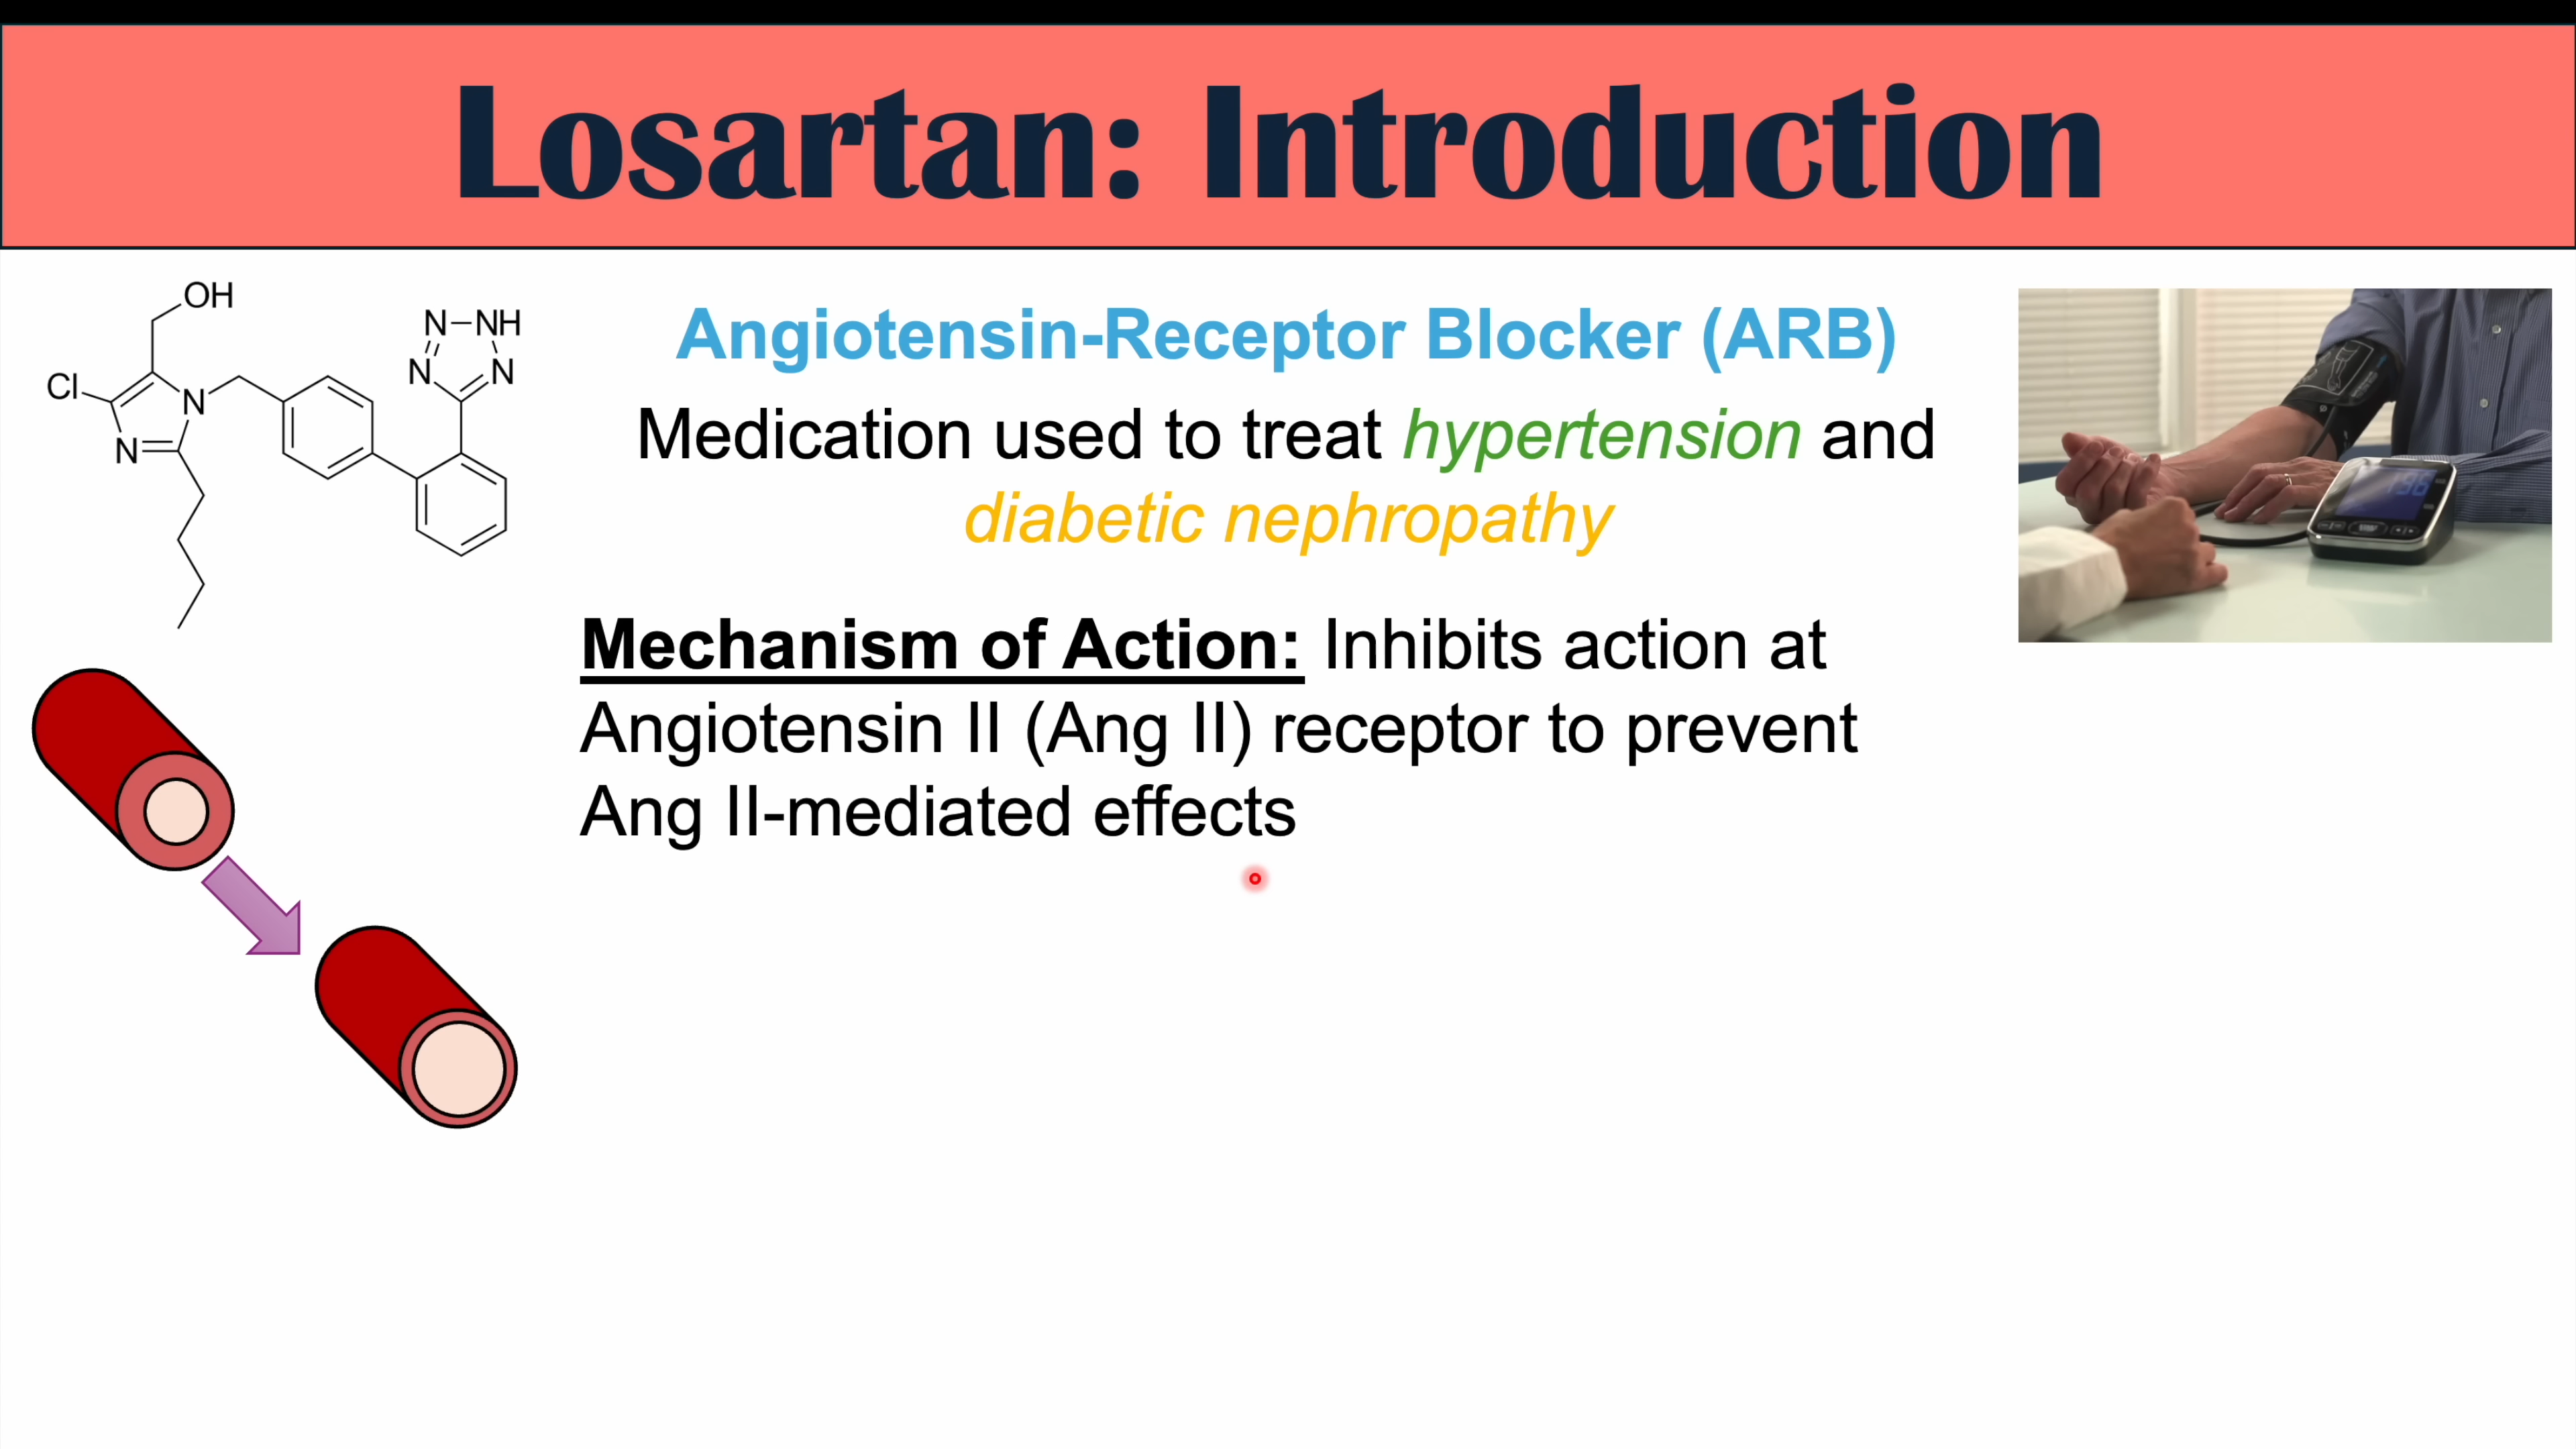 Losartan: Introduction
OH
N NH
Cl
N
N
N
N
Angiotensin-Receptor Blocker (ARB)
Medication used to treat hypertension and
diabetic nephropathy
Mechanism of Action: Inhibits action at
Angiotensin II (Ang II) receptor to prevent
Ang II-mediated effects